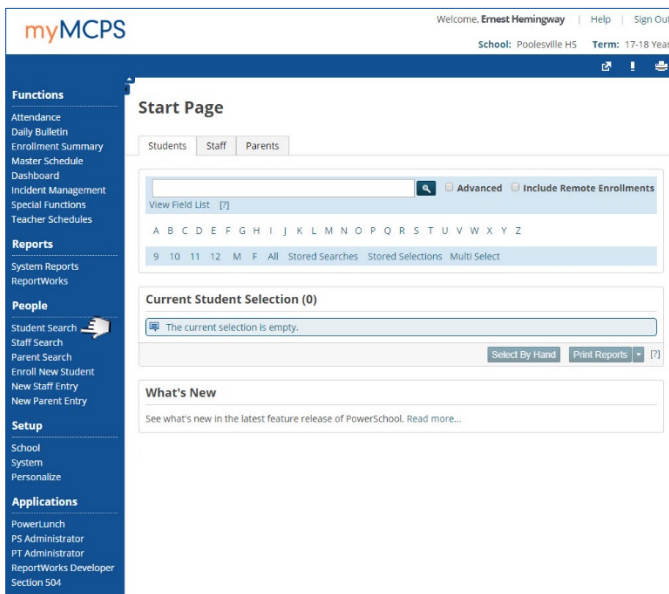 myMCPS
Welcome, Ernest Hemingway | Help | Sign Out
School: Poolesville HS Term: 17-18 Year
Functions
Attendance
Daily Bulletin
Enrollment Summary
Master Schedule
Dashboard
Incident Management
Special Functions
Teacher Schedules
Reports
System Reports
ReportWorks
People
Student Search
Staff Search
Parent Search
Enroll New Student
New Staff Entry
New Parent Entry
Setup
School
System
Personalize
Applications
PowerLunch
PS Administrator
PT Administrator
ReportWorks Developer
Section 504
Start Page
Students Staff Parents
Advanced Include Remote Enrollments
View Field List [?]
A B C D E F G H I J K L M N O P Q R S T U V W X Y Z
9 10 11 12 M F All Stored Searches Stored Selections Multi Select
Current Student Selection (0)
The current selection is empty.
Select By Hand Print Reports [?]
What's New
See what's new in the latest feature release of PowerSchool. Read more...